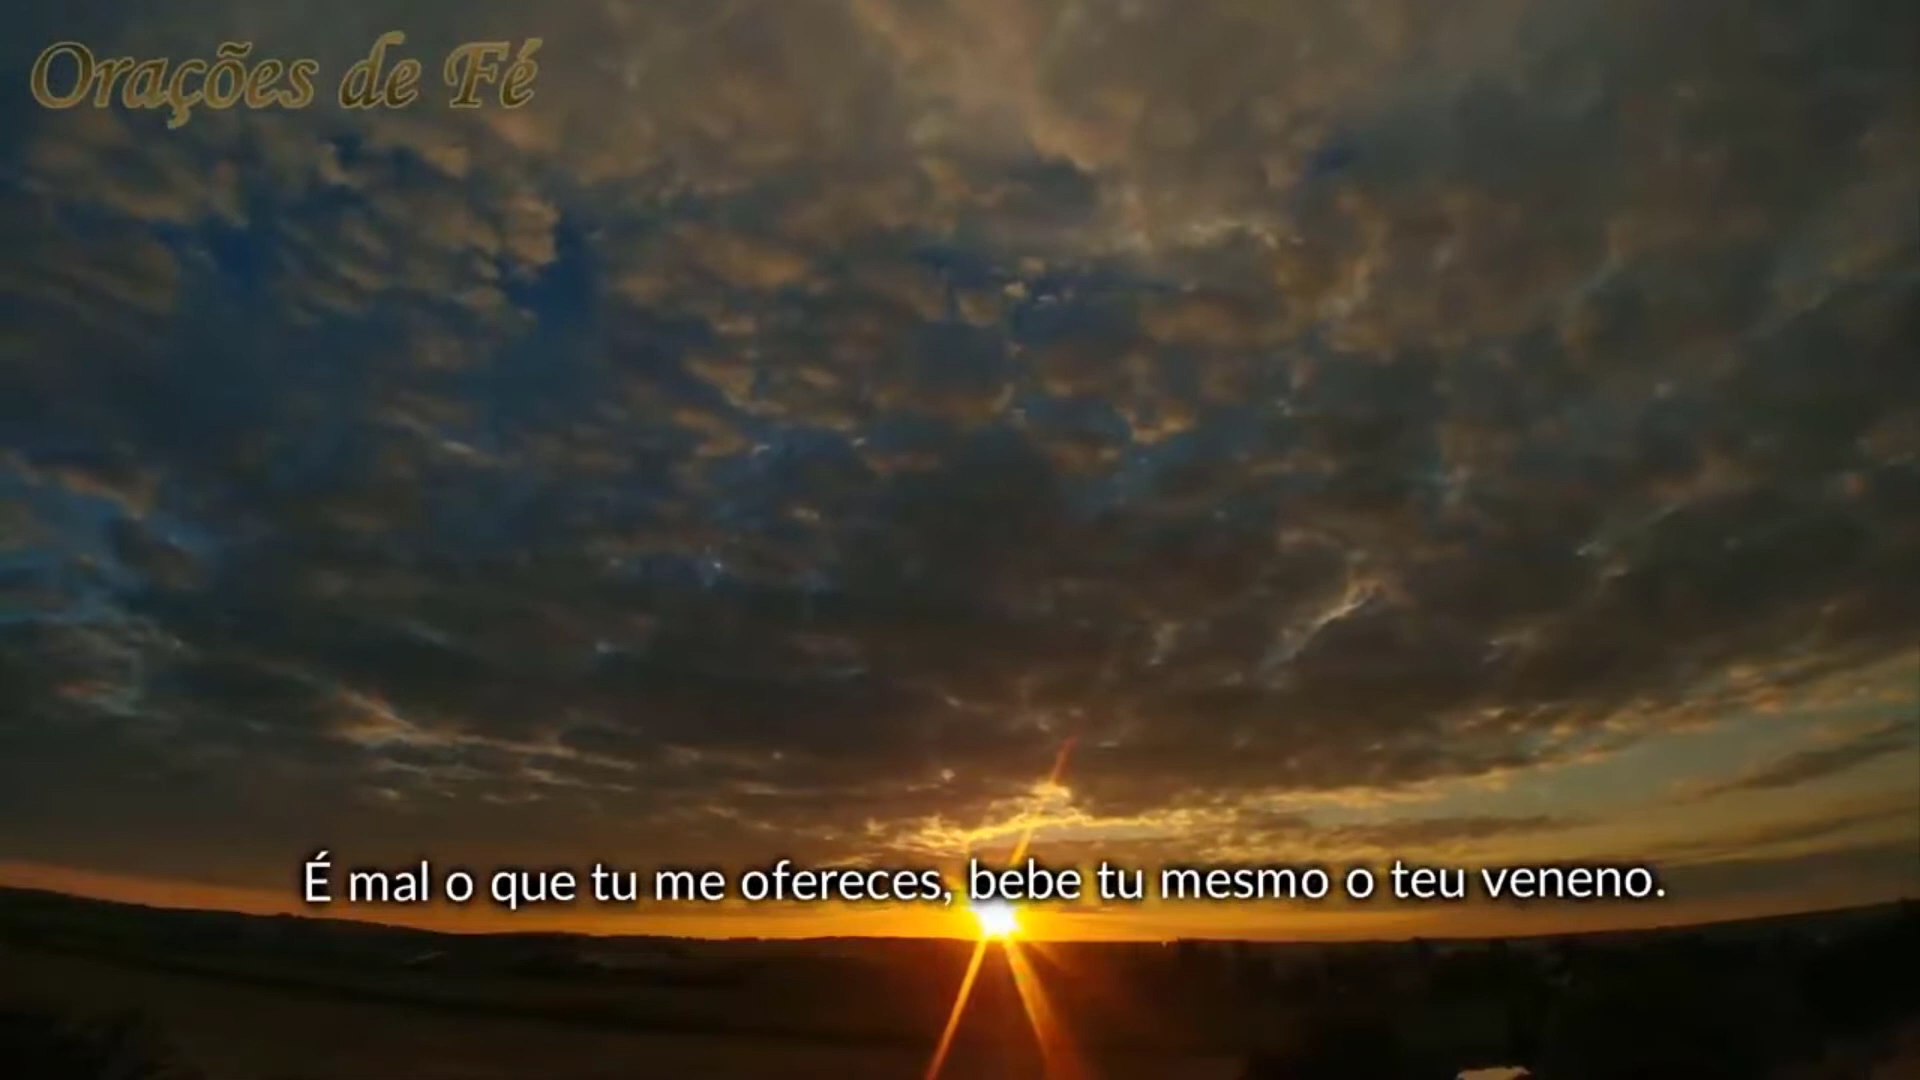 Orações de Fé
É mal o que tu me ofereces, bebe tu mesmo o teu veneno.